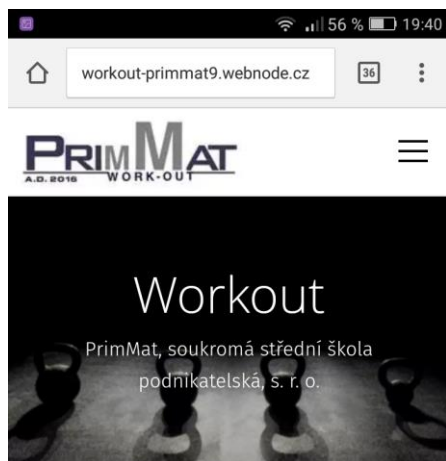 56 % 19:40
workout-primmat9.webnode.cz 36
PRIMMAT
A.D. 2016 WORK-OUT
Workout
PrimMat, soukromá střední škola
podnikatelská, s. r. o.